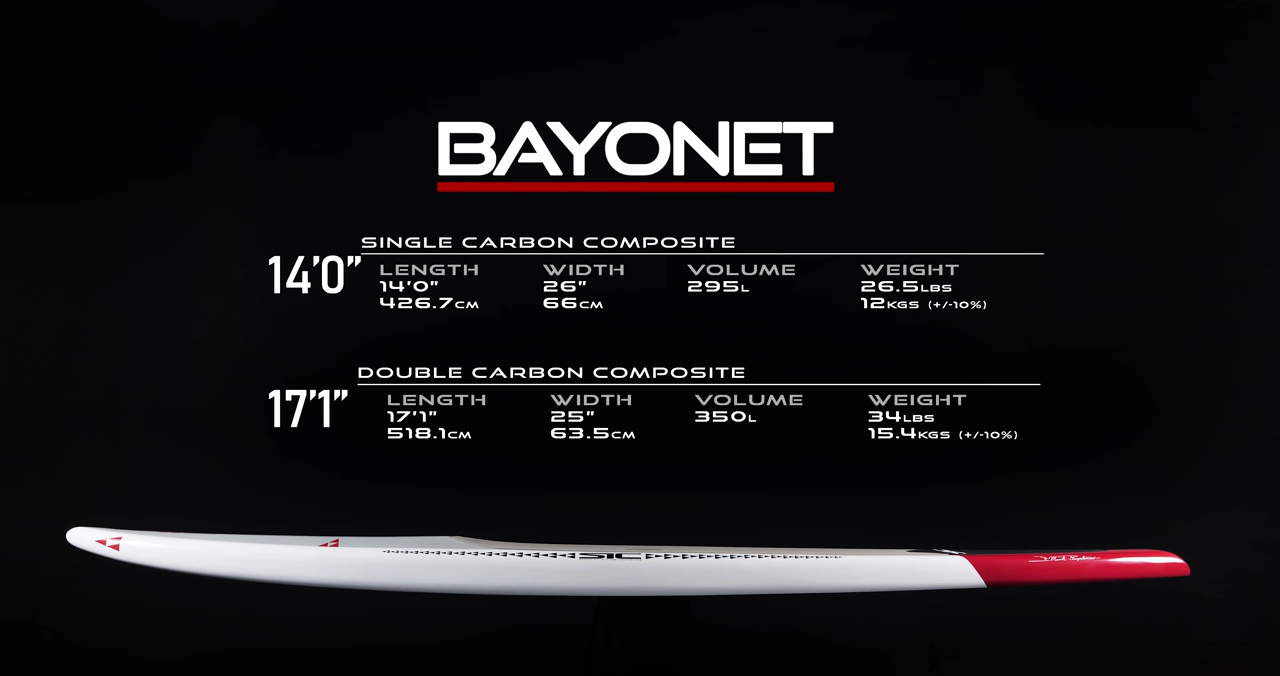 BAYONET
SINGLE CARBON COMPOSITE
14'0"
LENGTH WIDTH VOLUME WEIGHT
14'0" 26" 295L 26.5LBS
426.7CM 66CM 12KGS (+/-10%)
DOUBLE CARBON COMPOSITE
17'1"
LENGTH WIDTH VOLUME WEIGHT
17'1" 25" 350L 34LBS
518.1CM 63.5CM 15.4KGS (+/-10%)
SIC